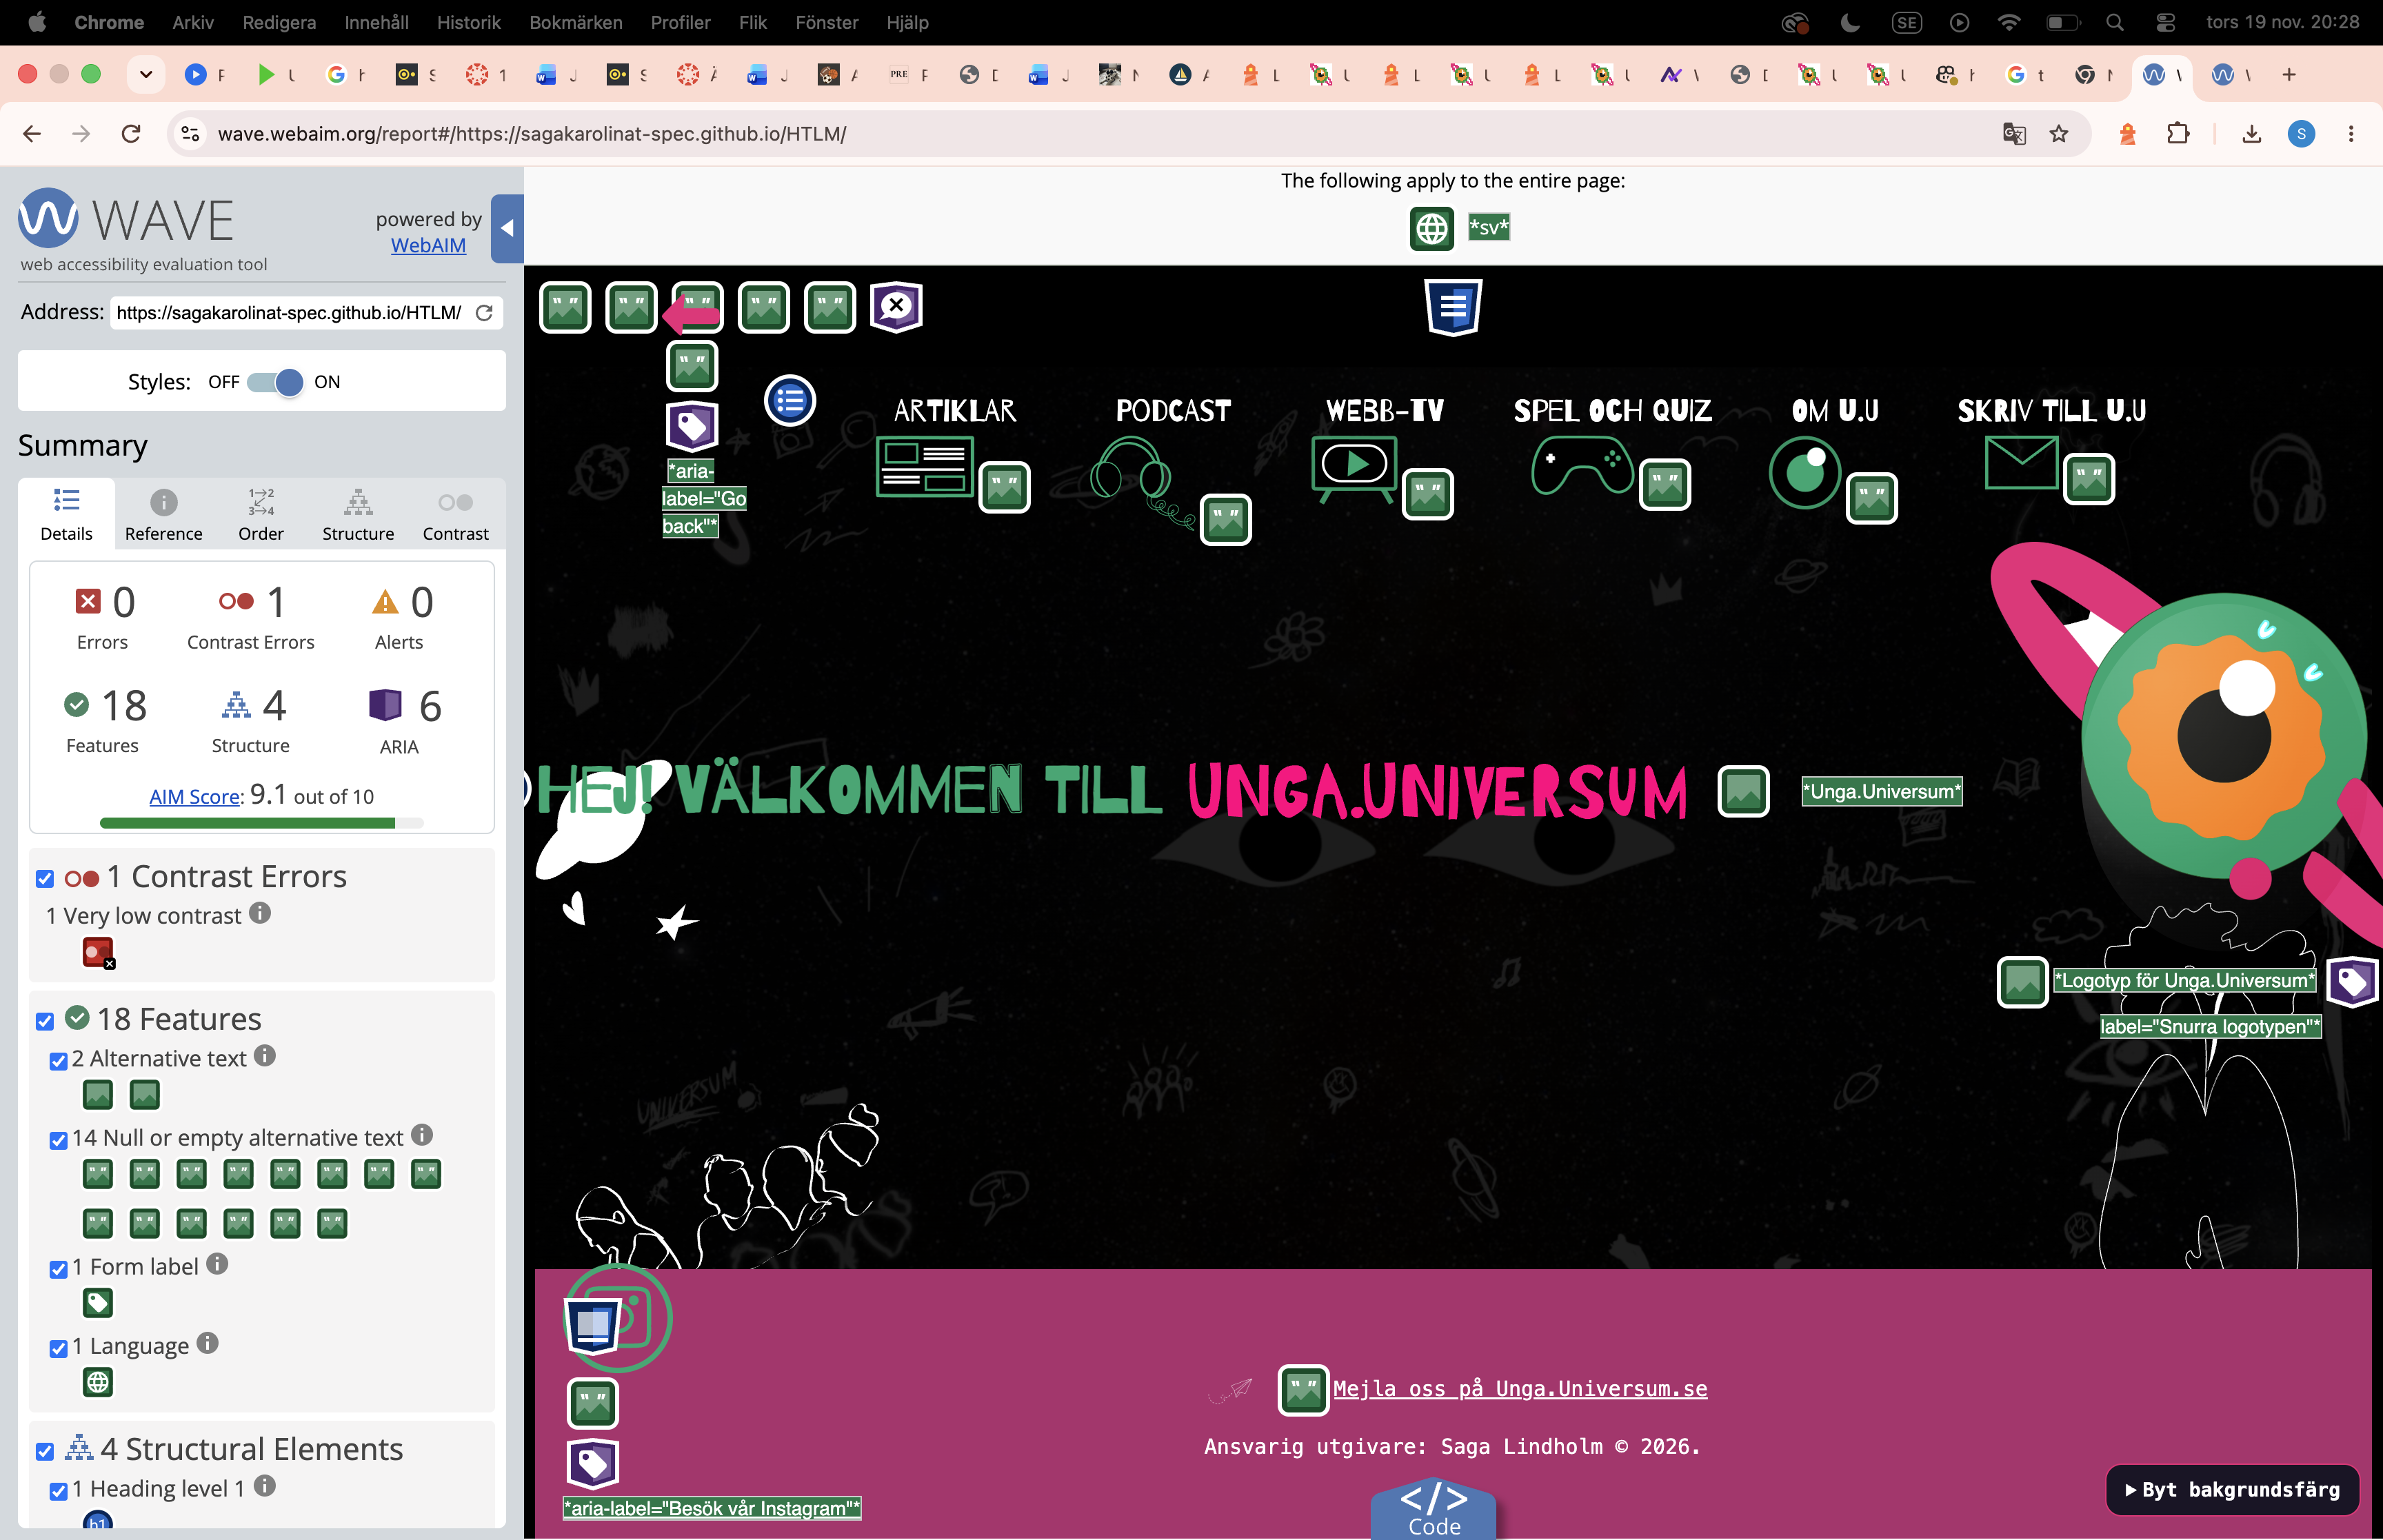 Chrome Arkiv Redigera Innehåll Historik Bokmärken Profiler Flik Fönster Hjälp SE tors 19 nov. 20:28
wave.webaim.org/report#/https://sagakarolinat-spec.github.io/HTLM/ S
WAVE
powered by
WebAIM
web accessibility evaluation tool
Address: https://sagakarolinat-spec.github.io/HTLM/
Styles: OFF ON
Summary
Details Reference Order Structure Contrast
0 1 0
Errors Contrast Errors Alerts
18 4 6
Features Structure ARIA
AIM Score: 9.1 out of 10
1 Contrast Errors
1 Very low contrast
18 Features
2 Alternative text
14 Null or empty alternative text
1 Form label
1 Language
4 Structural Elements
1 Heading level 1
h1
The following apply to the entire page:
*sv*
*aria-
label="Go
back"*
ARTIKLAR PODCAST WEBB-TV SPEL OCH QUIZ OM U.U SKRIV TILL U.U
HEJ! VÄLKOMMEN TILL UNGA.UNIVERSUM *Unga.Universum*
*Logotyp för Unga.Universum*
label="Snurra logotypen"*
UNIVERSUM
Mejla oss på Unga.Universum.se
Ansvarig utgivare: Saga Lindholm © 2026.
*aria-label="Besök vår Instagram"*
</>
Code
Byt bakgrundsfärg